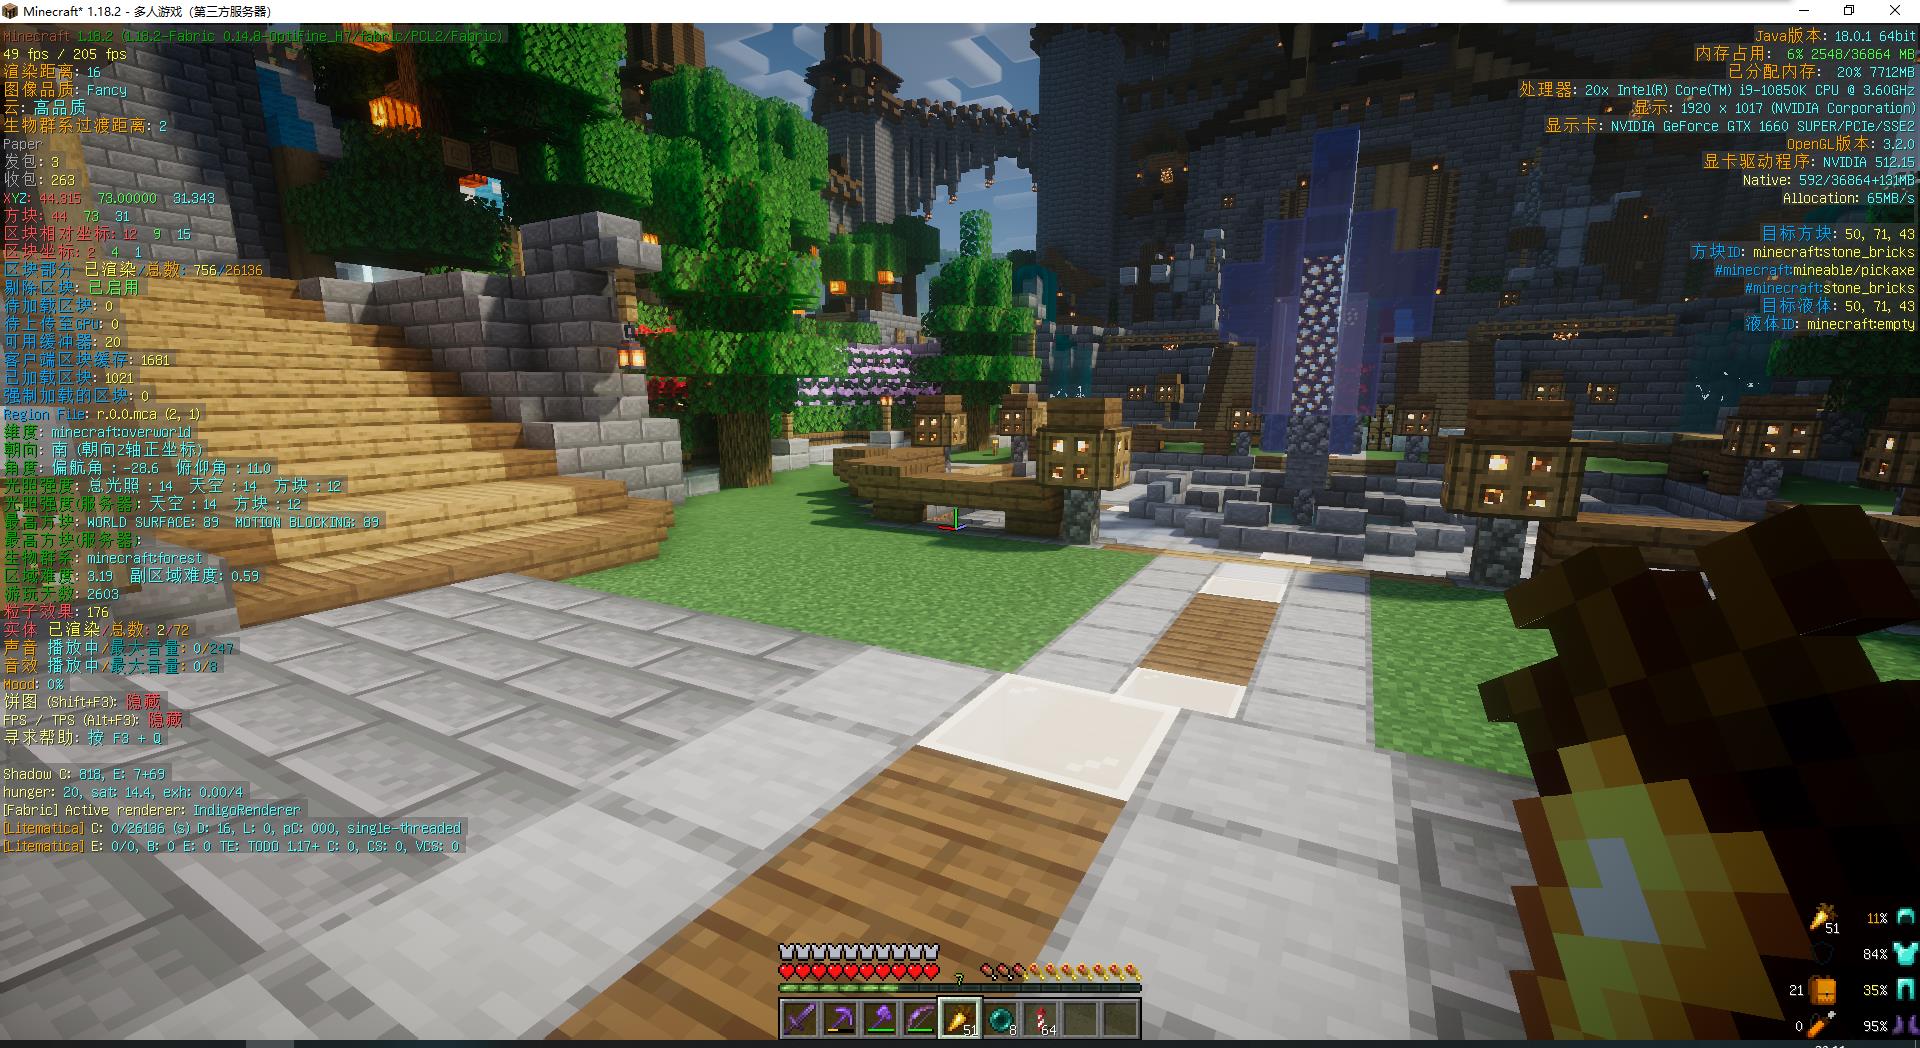 Minecraft* 1.18.2 - 多人游戏（第三方服务器）
Minecraft 1.18.2 (1.18.2-Fabric 0.14.8-OptiFine_H7/fabric/PCL2/Fabric)
49 fps / 205 fps
渲染距离: 16
图像品质: Fancy
云: 高品质
生物群系过渡距离: 2
Paper
发包: 3
收包: 263
XYZ: 44.315 73.00000 31.343
方块: 44 73 31
区块相对坐标: 12 9 15
区块坐标: 2 4 1
区块部分 已渲染/总数: 756/26136
剔除区块: 已启用
待加载区块: 0
待上传至GPU: 0
可用缓冲器: 20
客户端区块缓存: 1681
已加载区块: 1021
强制加载的区块: 0
Region File: r.0.0.mca (2, 1)
维度: minecraft:overworld
朝向: 南 (朝向Z轴正坐标)
角度: 偏航角 : -28.6 俯仰角 : 11.0
光照强度: 总光照 : 14 天空 : 14 方块 : 12
光照强度(服务器): 天空 : 14 方块 : 12
最高方块: WORLD SURFACE: 89 MOTION BLOCKING: 89
最高方块(服务器):
生物群系: minecraft:forest
区域难度: 3.19 副区域难度: 0.59
游玩天数: 2603
粒子效果: 176
实体 已渲染/总数: 2/72
声音 播放中/最大音量: 0/247
音效 播放中/最大音量: 0/8
Mood: 0%
饼图 (Shift+F3): 隐藏
FPS / TPS (Alt+F3): 隐藏
寻求帮助: 按 F3 + Q
Shadow C: 818, E: 7+69
hunger: 20, sat: 14.4, exh: 0.00/4
[Fabric] Active renderer: IndigoRenderer
[Litematica] C: 0/26136 (s) D: 16, L: 0, pC: 000, single-threaded
[Litematica] E: 0/0, B: 0 E: 0 TE: TODO 1.17+ C: 0, CS: 0, VCS: 0
Java版本: 18.0.1 64bit
内存占用: 6% 2548/36864 MB
已分配内存: 20% 7712MB
处理器: 20x Intel(R) Core(TM) i9-10850K CPU @ 3.60GHz
显示: 1920 x 1017 (NVIDIA Corporation)
显示卡: NVIDIA GeForce GTX 1660 SUPER/PCIe/SSE2
OpenGL版本: 3.2.0
显卡驱动程序: NVIDIA 512.15
Native: 592/36864+131MB
Allocation: 65MB/s
目标方块: 50, 71, 43
方块ID: minecraft:stone_bricks
#minecraft:mineable/pickaxe
#minecraft:stone_bricks
目标液体: 50, 71, 43
液体ID: minecraft:empty
51
11%
84%
21
35%
0
95%
7
51
8
64